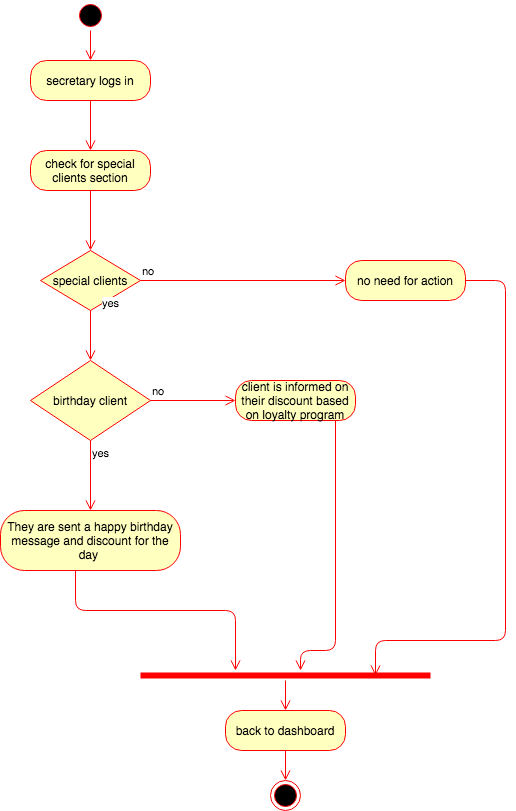 secretary logs in
check for special
clients section
special clients
no
no need for action
yes
birthday client
no
client is informed on
their discount based
on loyalty program
yes
They are sent a happy birthday
message and discount for the
day
back to dashboard